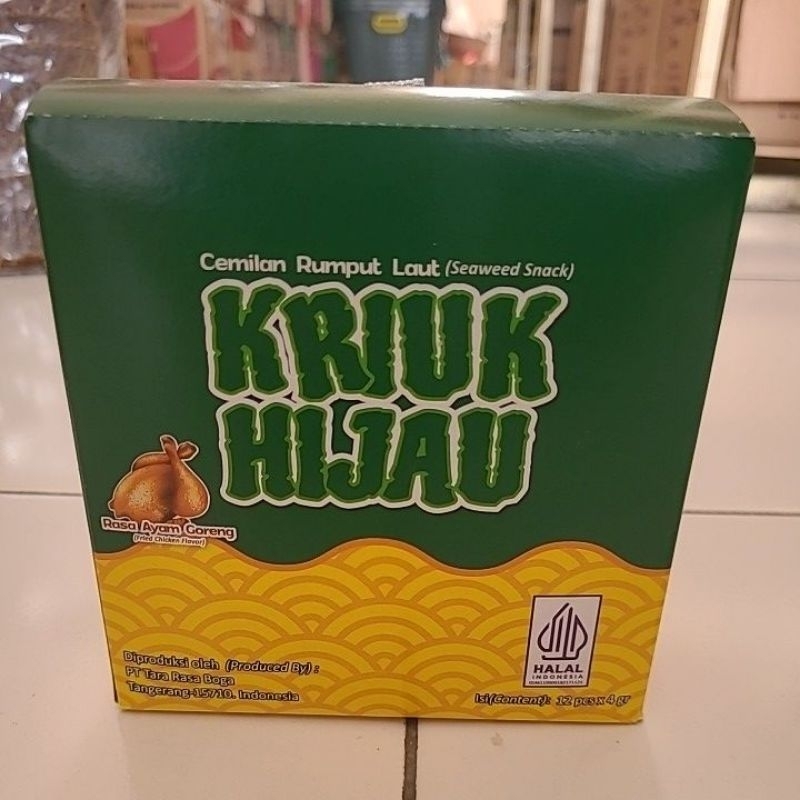 Cemilan Rumput Laut (Seaweed Snack)
KRIUK
HIJAU
Rasa Ayam Goreng
(Fried Chicken Flavor)
Diproduksi oleh (Produced By) :
PT Tara Rasa Boga
Tangerang-15710. Indonesia
HALAL
INDONESIA
Isi(Content): 12 pcs x 4 gr